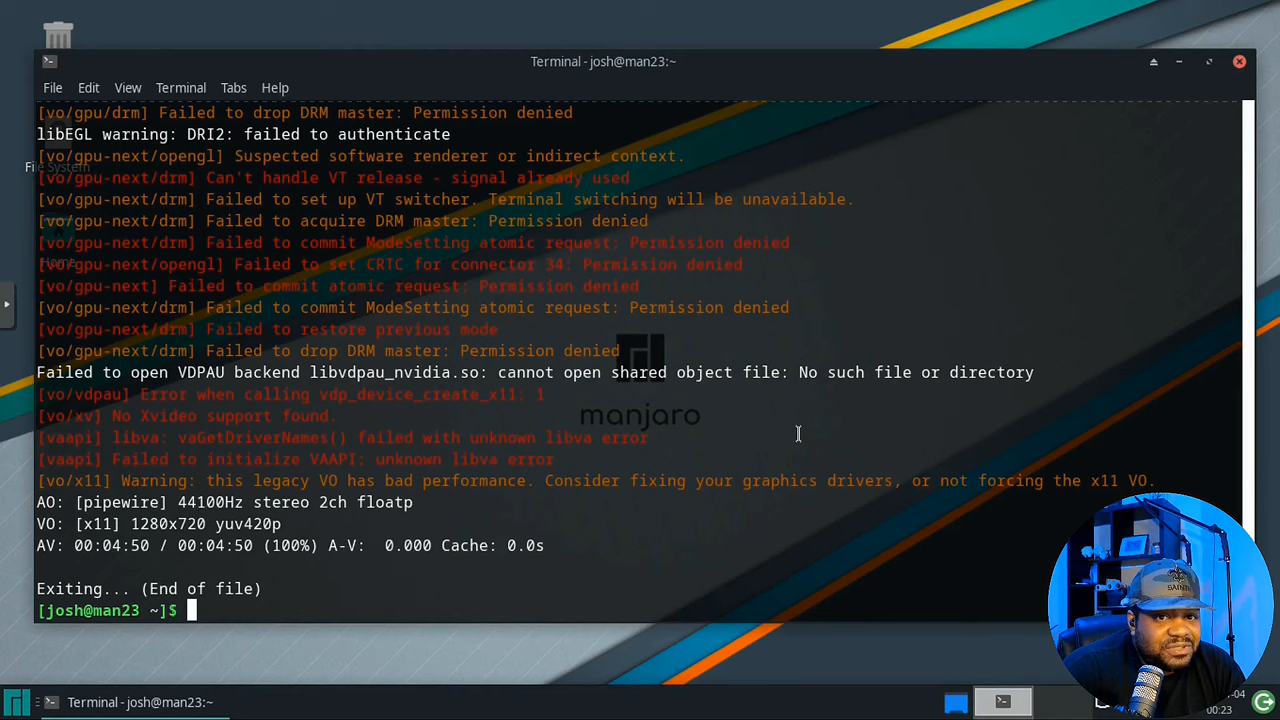 Terminal - josh@man23:~
File Edit View Terminal Tabs Help
[vo/gpu/drm] Failed to drop DRM master: Permission denied
libEGL warning: DRI2: failed to authenticate
[vo/gpu-next/opengl] Suspected software renderer or indirect context.
File System
[vo/gpu-next/drm] Can't handle VT release - signal already used
[vo/gpu-next/drm] Failed to set up VT switcher. Terminal switching will be unavailable.
[vo/gpu-next/drm] Failed to acquire DRM master: Permission denied
[vo/gpu-next/drm] Failed to commit ModeSetting atomic request: Permission denied
Home
[vo/gpu-next/opengl] Failed to set CRTC for connector 34: Permission denied
[vo/gpu-next] Failed to commit atomic request: Permission denied
[vo/gpu-next/drm] Failed to commit ModeSetting atomic request: Permission denied
[vo/gpu-next/drm] Failed to restore previous mode
[vo/gpu-next/drm] Failed to drop DRM master: Permission denied
Failed to open VDPAU backend libvdpau_nvidia.so: cannot open shared object file: No such file or directory
[vo/vdpau] Error when calling vdp_device_create_x11: 1
[vo/xv] No Xvideo support found.
manjaro
[vaapi] libva: vaGetDriverNames() failed with unknown libva error
[vaapi] Failed to initialize VAAPI: unknown libva error
[vo/x11] Warning: this legacy VO has bad performance. Consider fixing your graphics drivers, or not forcing the x11 VO.
AO: [pipewire] 44100Hz stereo 2ch floatp
VO: [x11] 1280x720 yuv420p
AV: 00:04:50 / 00:04:50 (100%) A-V:  0.000 Cache: 0.0s
Exiting... (End of file)
[josh@man23 ~]$
SAINTS
Terminal - josh@man23:~
-04
00:23